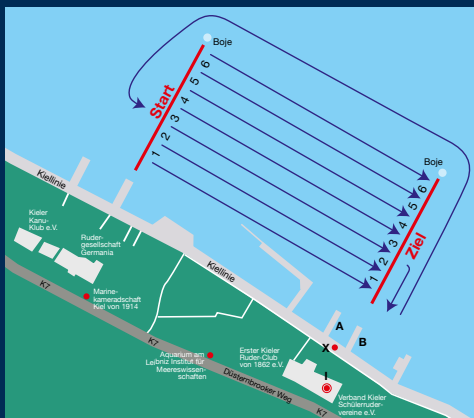 Boje
Start
6
5
4
3
2
1
Boje
6
5
4
3
2
1
Ziel
Kiellinie
Kieler
Kanu-
Klub e.V.
Ruder-
gesellschaft
Germania
Kiellinie
K7
Marine-
kameradschaft
Kiel von 1914
A
B
X
K7
Aquarium am
Leibniz Institut für
Meereswissen-
schaften
Erster Kieler
Ruder-Club
von 1862 e.V.
I
Düsternbrooker Weg
Verband Kieler
Schülerruder-
vereine e.V.
K7